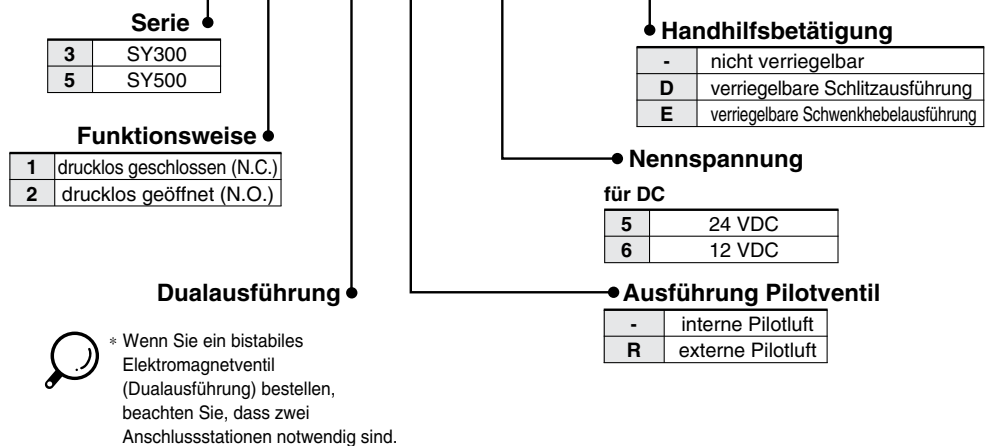 Serie
3 SY300
5 SY500
Funktionsweise
1 drucklos geschlossen (N.C.)
2 drucklos geöffnet (N.O.)
Dualausführung
* Wenn Sie ein bistabiles
Elektromagnetventil
(Dualausführung) bestellen,
beachten Sie, dass zwei
Anschlussstationen notwendig sind.
Handhilfsbetätigung
- nicht verriegelbar
D verriegelbare Schlitzausführung
E verriegelbare Schwenkhebelausführung
Nennspannung
für DC
5 24 VDC
6 12 VDC
Ausführung Pilotventil
- interne Pilotluft
R externe Pilotluft